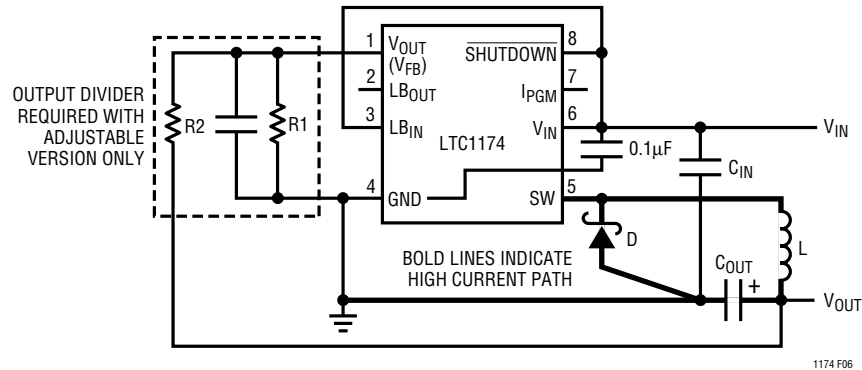 OUTPUT DIVIDER
REQUIRED WITH
ADJUSTABLE
VERSION ONLY
R2
R1
1
VOUT
(VFB)
2
LBOUT
3
LBIN
4
GND
LTC1174
8
SHUTDOWN
7
IPGM
6
VIN
5
SW
0.1μF
CIN
VIN
D
L
BOLD LINES INDICATE
HIGH CURRENT PATH
COUT
+
VOUT
1174 F06